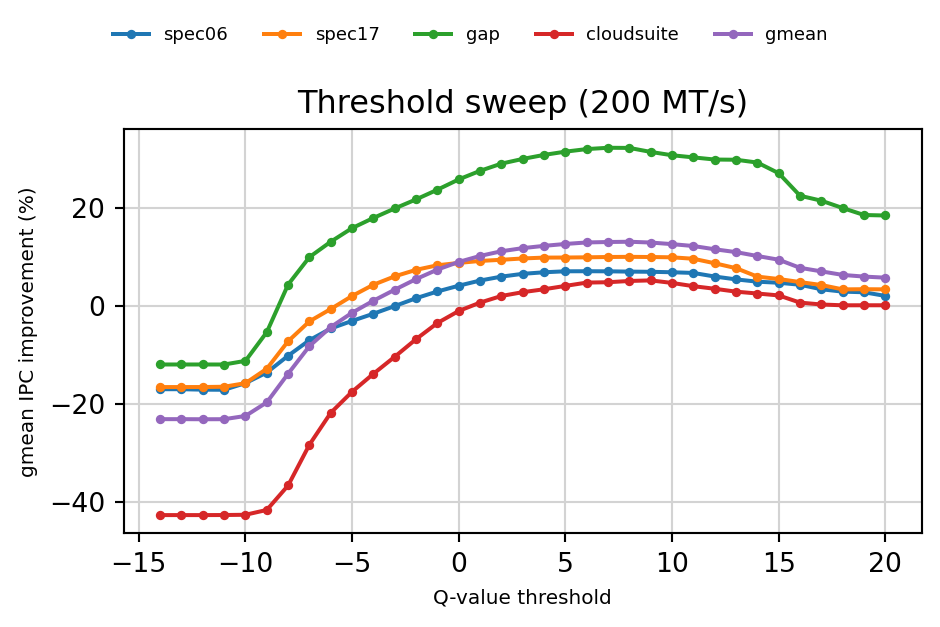 spec06 spec17 gap cloudsuite gmean
Threshold sweep (200 MT/s)
gmean IPC improvement (%)
20
0
−20
−40
−15 −10 −5 0 5 10 15 20
Q-value threshold